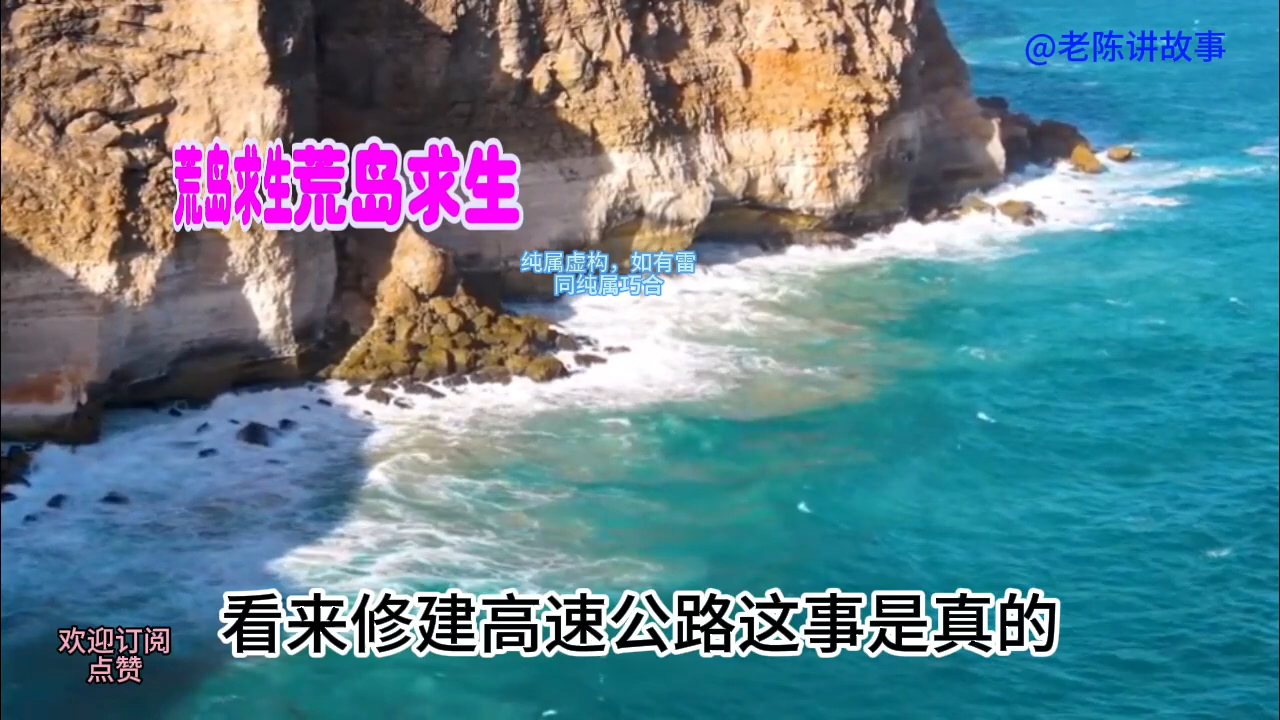 @老陈讲故事
荒岛求生荒岛求生
纯属虚构，如有雷
同纯属巧合
看来修建高速公路这事是真的
欢迎订阅
点赞